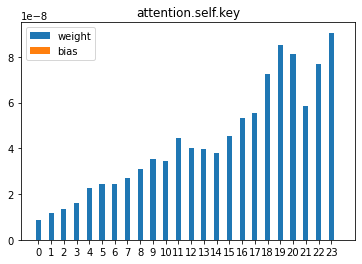 attention.self.key
1e−8
weight
bias
8
6
4
2
0
0 1 2 3 4 5 6 7 8 9 10 11 12 13 14 15 16 17 18 19 20 21 22 23